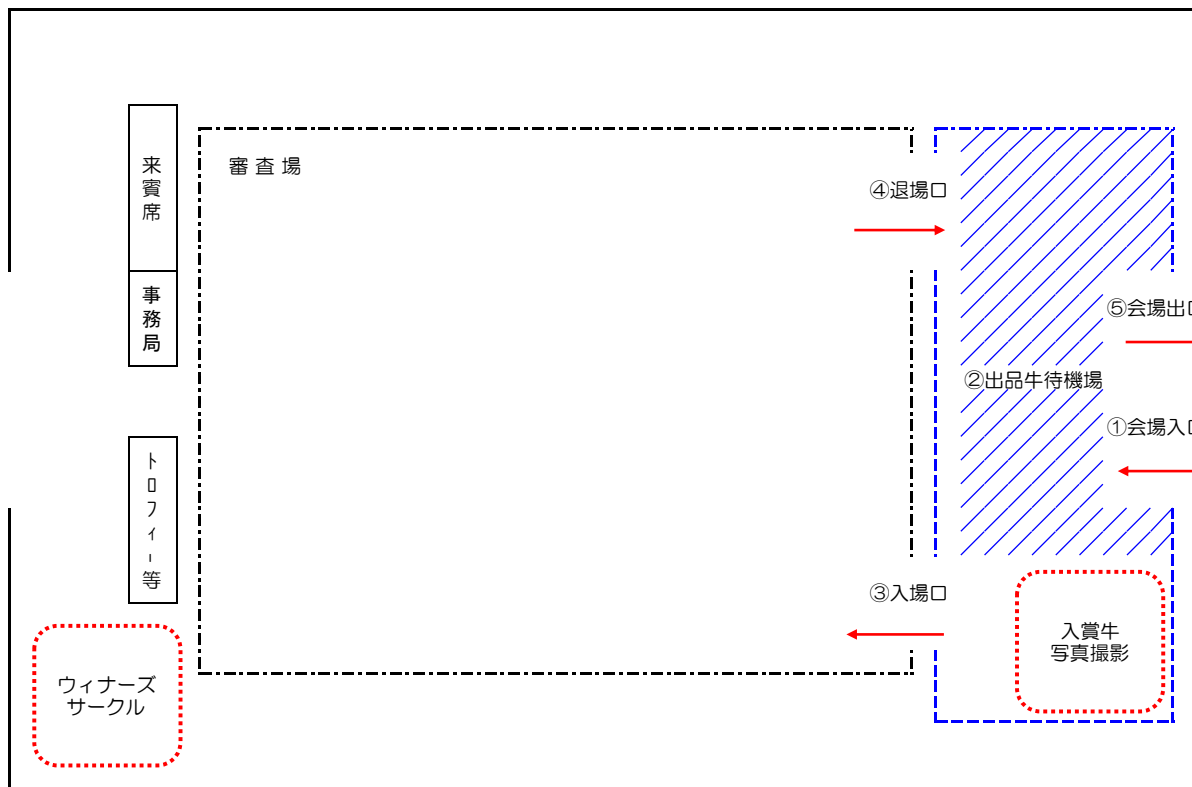 来賓席
審査場
④退場口
事務局
⑤会場出口
②出品牛待機場
①会場入口
トロフィー等
③入場口
入賞牛
写真撮影
ウィナーズ
サークル